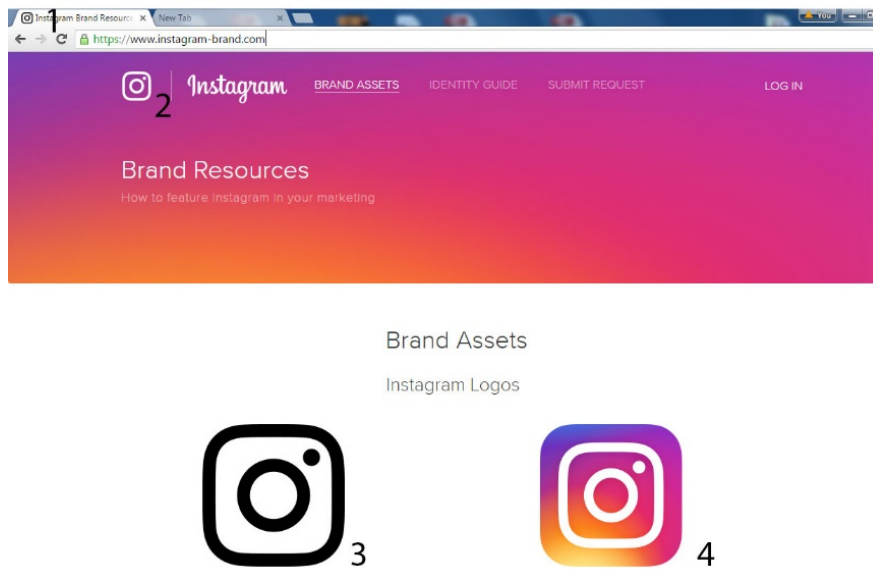 Instagram Brand Resourc × New Tab × You
1
https://www.instagram-brand.com
Instagram BRAND ASSETS IDENTITY GUIDE SUBMIT REQUEST LOG IN
2
Brand Resources
How to feature Instagram in your marketing
Brand Assets
Instagram Logos
3 4